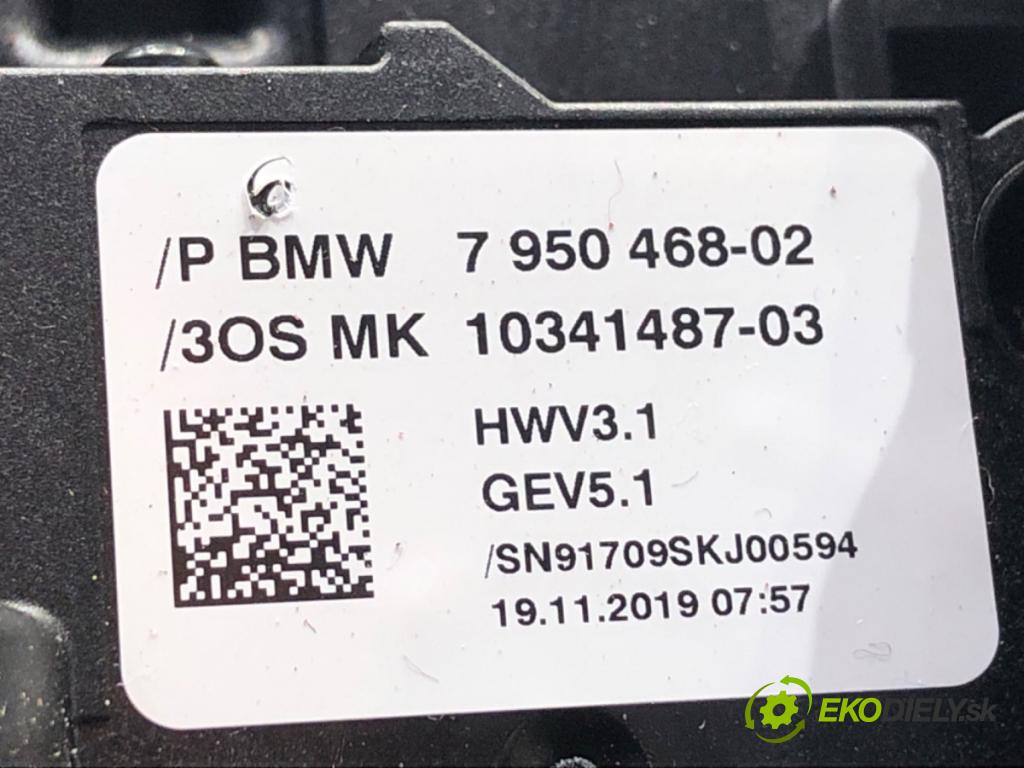 /P BMW 7 950 468-02
/3OS MK 10341487-03
HWV3.1
GEV5.1
/SN91709SKJ00594
19.11.2019 07:57
EKODIELY.sk